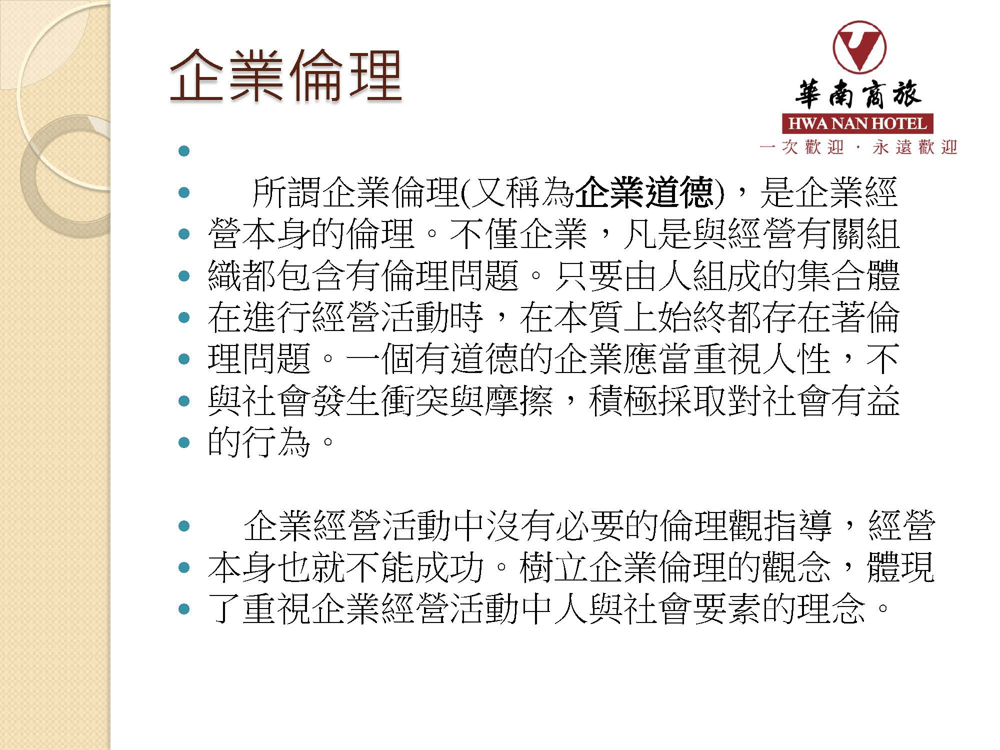 企業倫理
華南商旅
HWA NAN HOTEL
一次歡迎・永遠歡迎
所謂企業倫理(又稱為企業道德)，是企業經
營本身的倫理。不僅企業，凡是與經營有關組
織都包含有倫理問題。只要由人組成的集合體
在進行經營活動時，在本質上始終都存在著倫
理問題。一個有道德的企業應當重視人性，不
與社會發生衝突與摩擦，積極採取對社會有益
的行為。
企業經營活動中沒有必要的倫理觀指導，經營
本身也就不能成功。樹立企業倫理的觀念，體現
了重視企業經營活動中人與社會要素的理念。